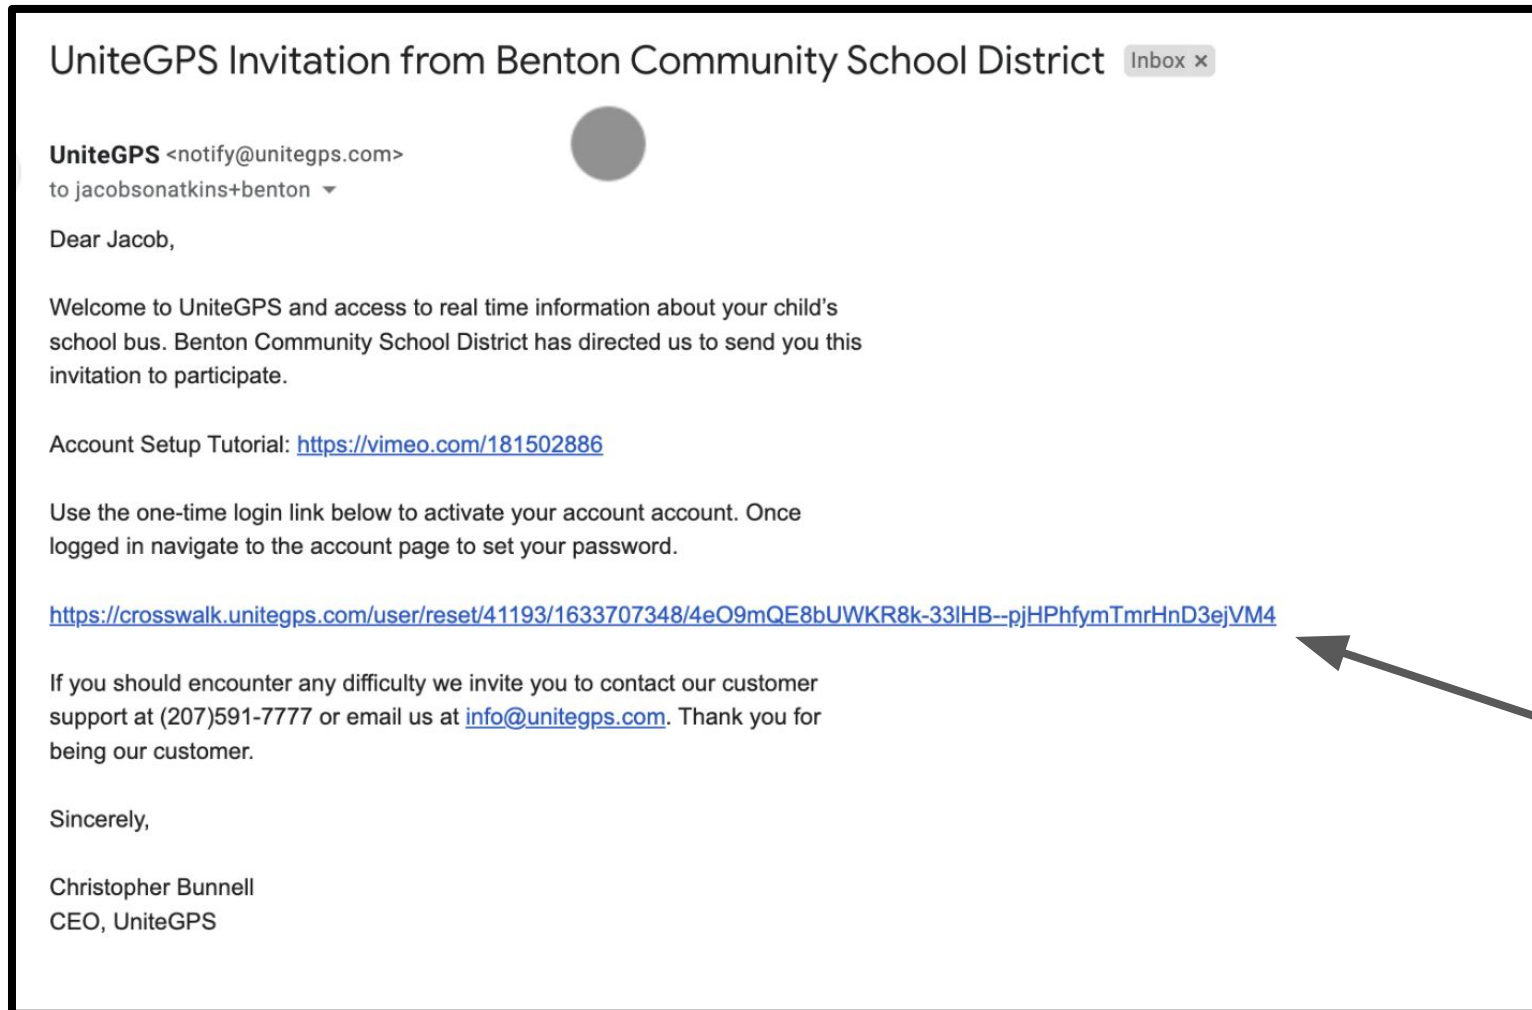 UniteGPS Invitation from Benton Community School District Inbox ×
UniteGPS <notify@unitegps.com>
to jacobsonatkins+benton
Dear Jacob,
Welcome to UniteGPS and access to real time information about your child's
school bus. Benton Community School District has directed us to send you this
invitation to participate.
Account Setup Tutorial: https://vimeo.com/181502886
Use the one-time login link below to activate your account account. Once
logged in navigate to the account page to set your password.
https://crosswalk.unitegps.com/user/reset/41193/1633707348/4eO9mQE8bUWKR8k-33lHB--pjHPhfymTmrHnD3ejVM4
If you should encounter any difficulty we invite you to contact our customer
support at (207)591-7777 or email us at info@unitegps.com. Thank you for
being our customer.
Sincerely,
Christopher Bunnell
CEO, UniteGPS